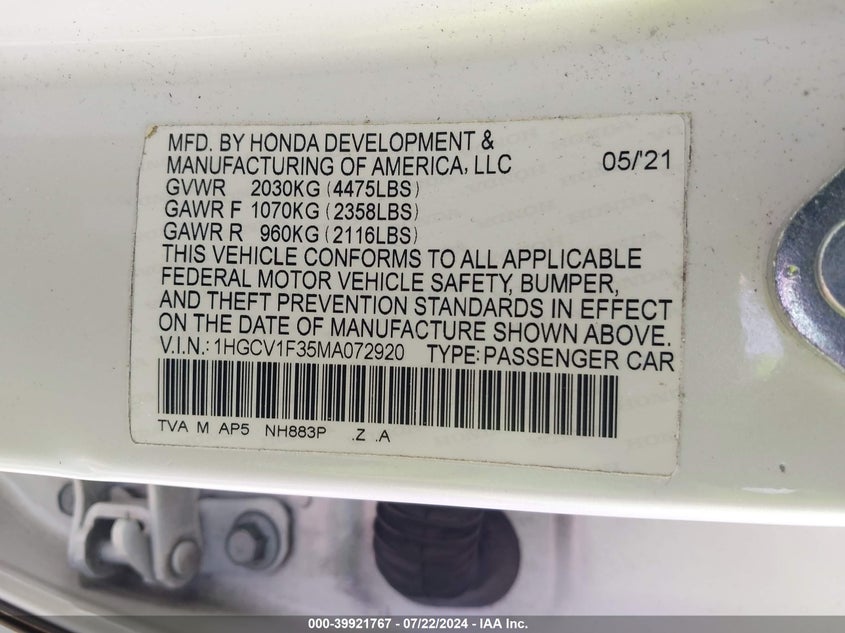 MFD. BY HONDA DEVELOPMENT &
MANUFACTURING OF AMERICA, LLC 05/'21
GVWR 2030KG (4475LBS)
GAWR F 1070KG (2358LBS)
GAWR R 960KG (2116LBS)
THIS VEHICLE CONFORMS TO ALL APPLICABLE
FEDERAL MOTOR VEHICLE SAFETY, BUMPER,
AND THEFT PREVENTION STANDARDS IN EFFECT
ON THE DATE OF MANUFACTURE SHOWN ABOVE.
V.I.N.: 1HGCV1F35MA072920 TYPE: PASSENGER CAR
TVA M AP5 NH883P .Z .A
000-39921767 - 07/22/2024 - IAA Inc.